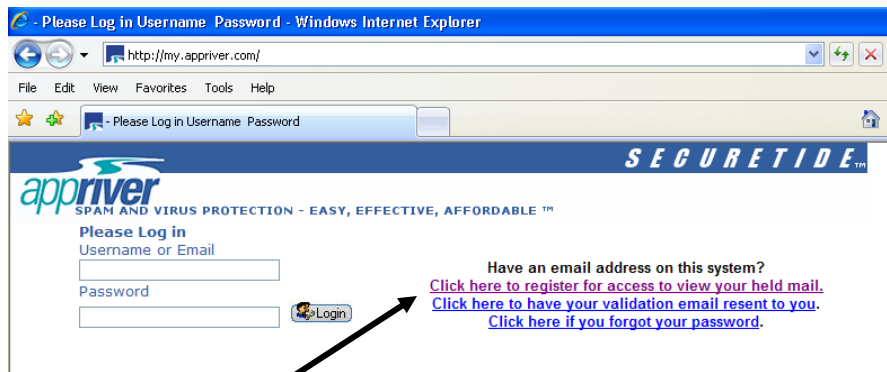 - Please Log in Username  Password - Windows Internet Explorer
http://my.appriver.com/
File Edit View Favorites Tools Help
- Please Log in Username Password
SECURETIDE™
appriver
SPAM AND VIRUS PROTECTION - EASY, EFFECTIVE, AFFORDABLE ™
Please Log in
Username or Email
Password
Login
Have an email address on this system?
Click here to register for access to view your held mail.
Click here to have your validation email resent to you.
Click here if you forgot your password.